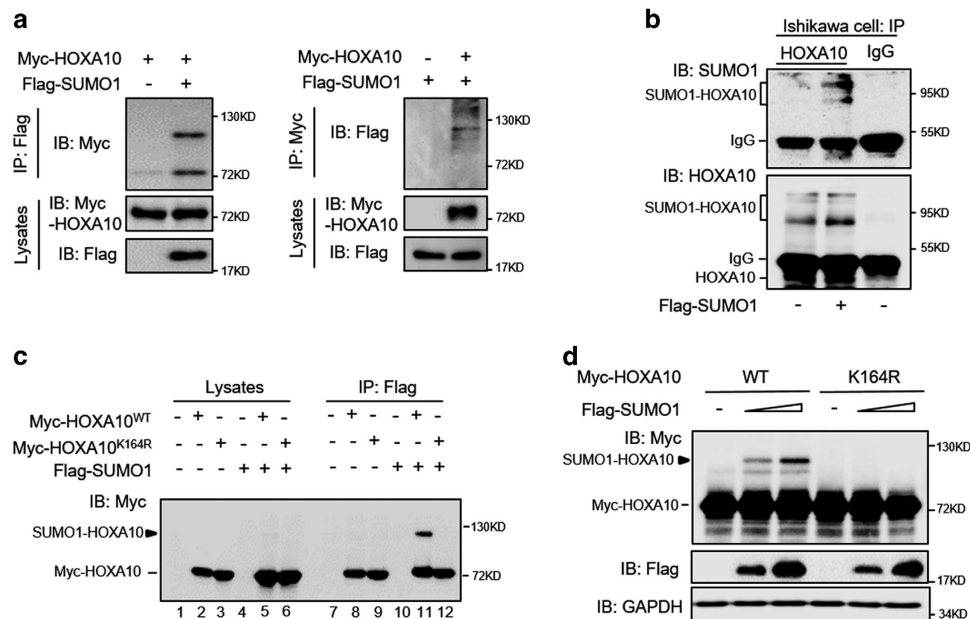 a
Myc-HOXA10 + +
Flag-SUMO1 - +
IP: Flag
IB: Myc
130KD
72KD
Lysates
IB: Myc
-HOXA10
72KD
IB: Flag
17KD
Myc-HOXA10 - +
Flag-SUMO1 + +
IP: Myc
IB: Flag
130KD
72KD
Lysates
IB: Myc
-HOXA10
72KD
IB: Flag
17KD
b
Ishikawa cell: IP
HOXA10 IgG
IB: SUMO1
SUMO1-HOXA10
95KD
IgG
55KD
IB: HOXA10
SUMO1-HOXA10
95KD
55KD
IgG
HOXA10
Flag-SUMO1 - + -
c
Lysates IP: Flag
Myc-HOXA10WT - + - - + - - + - - + -
Myc-HOXA10K164R - - + - - + - - + - - +
Flag-SUMO1 - - - + + + - - - + + +
IB: Myc
SUMO1-HOXA10
130KD
Myc-HOXA10
72KD
1 2 3 4 5 6 7 8 9 10 11 12
d
Myc-HOXA10 WT K164R
Flag-SUMO1 - -
IB: Myc
130KD
SUMO1-HOXA10
Myc-HOXA10
72KD
IB: Flag
17KD
IB: GAPDH
34KD